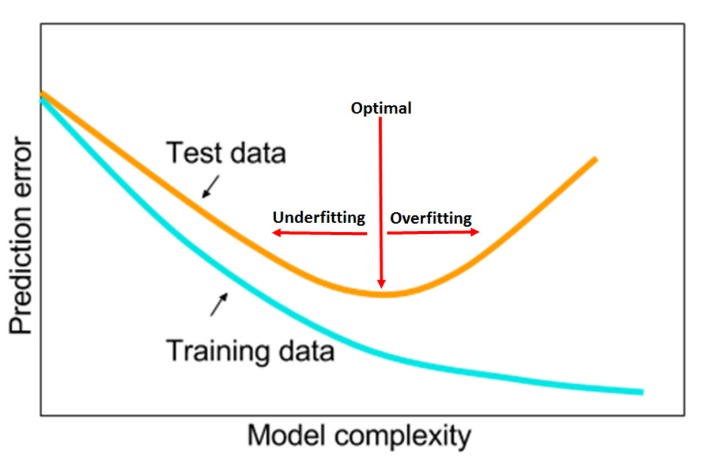 Optimal
Test data
Underfitting
Overfitting
Training data
Prediction error
Model complexity